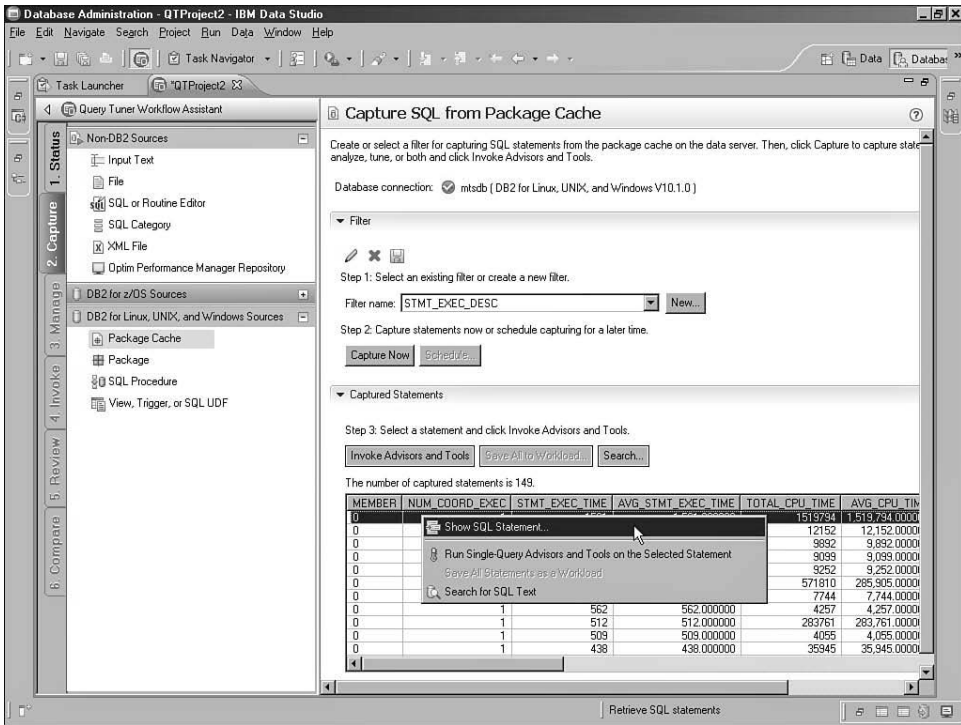 Database Administration - QTProject2 - IBM Data Studio
File Edit Navigate Search Project Run Data Window Help
Task Navigator
Data
Task Launcher
*QTProject2
Query Tuner Workflow Assistant
1. Status
2. Capture
3. Manage
4. Invoke
5. Review
6. Compare
Non-DB2 Sources
Input Text
File
SQL or Routine Editor
SQL Category
XML File
Optim Performance Manager Repository
DB2 for z/OS Sources
DB2 for Linux, UNIX, and Windows Sources
Package Cache
Package
SQL Procedure
View, Trigger, or SQL UDF
Capture SQL from Package Cache
Create or select a filter for capturing SQL statements from the package cache on the data server. Then, click Capture to capture
analyze, tune, or both and click Invoke Advisors and Tools.
Database connection: mtsdb ( DB2 for Linux, UNIX, and Windows V10.1.0 )
Filter
Step 1: Select an existing filter or create a new filter.
Filter name: STMT_EXEC_DESC New...
Step 2: Capture statements now or schedule capturing for a later time.
Capture Now Schedule...
Captured Statements
Step 3: Select a statement and click Invoke Advisors and Tools.
Invoke Advisors and Tools Save All to Workload... Search...
The number of captured statements is 149.
MEMBER NUM_COORD_EXEC STMT_EXEC_TIME AVG_STMT_EXEC_TIME TOTAL_CPU_TIME AVG_CPU_TIM
0 1519794 1,519,794.0000
0 12152 12,152.0000
0 9892 9,892.0000
0 9099 9,099.0000
0 9252 9,252.0000
0 571810 285,905.0000
0 7744 7,744.0000
0 1 562 562.000000 4257 4,257.0000
0 1 512 512.000000 283761 283,761.0000
0 1 509 509.000000 4055 4,055.0000
0 1 438 438.000000 35945 35,945.0000
Show SQL Statement...
Run Single-Query Advisors and Tools on the Selected Statement
Save All Statements as a Workload
Search for SQL Text
Retrieve SQL statements